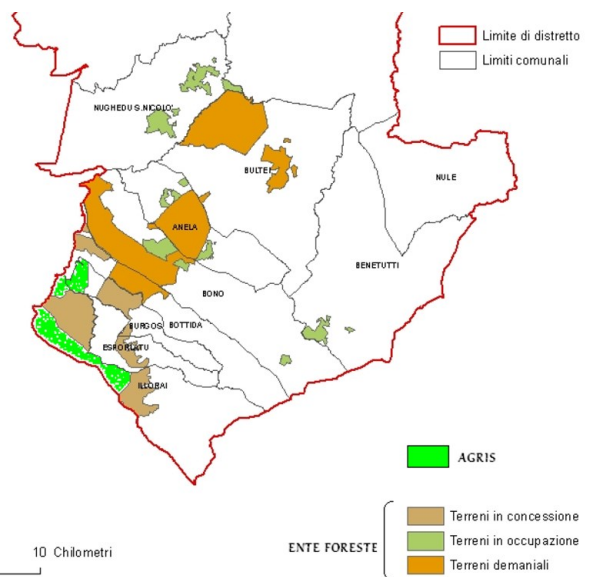 Limite di distretto
Limiti comunali
NUGHEDU S.NICOLO'
BULTEI
NULE
ANELA
BENETUTTI
BONO
BURGOS
BOTTIDA
ESPORLATU
ILLORAI
AGRIS
ENTE FORESTE
Terreni in concessione
Terreni in occupazione
Terreni demaniali
10 Chilometri